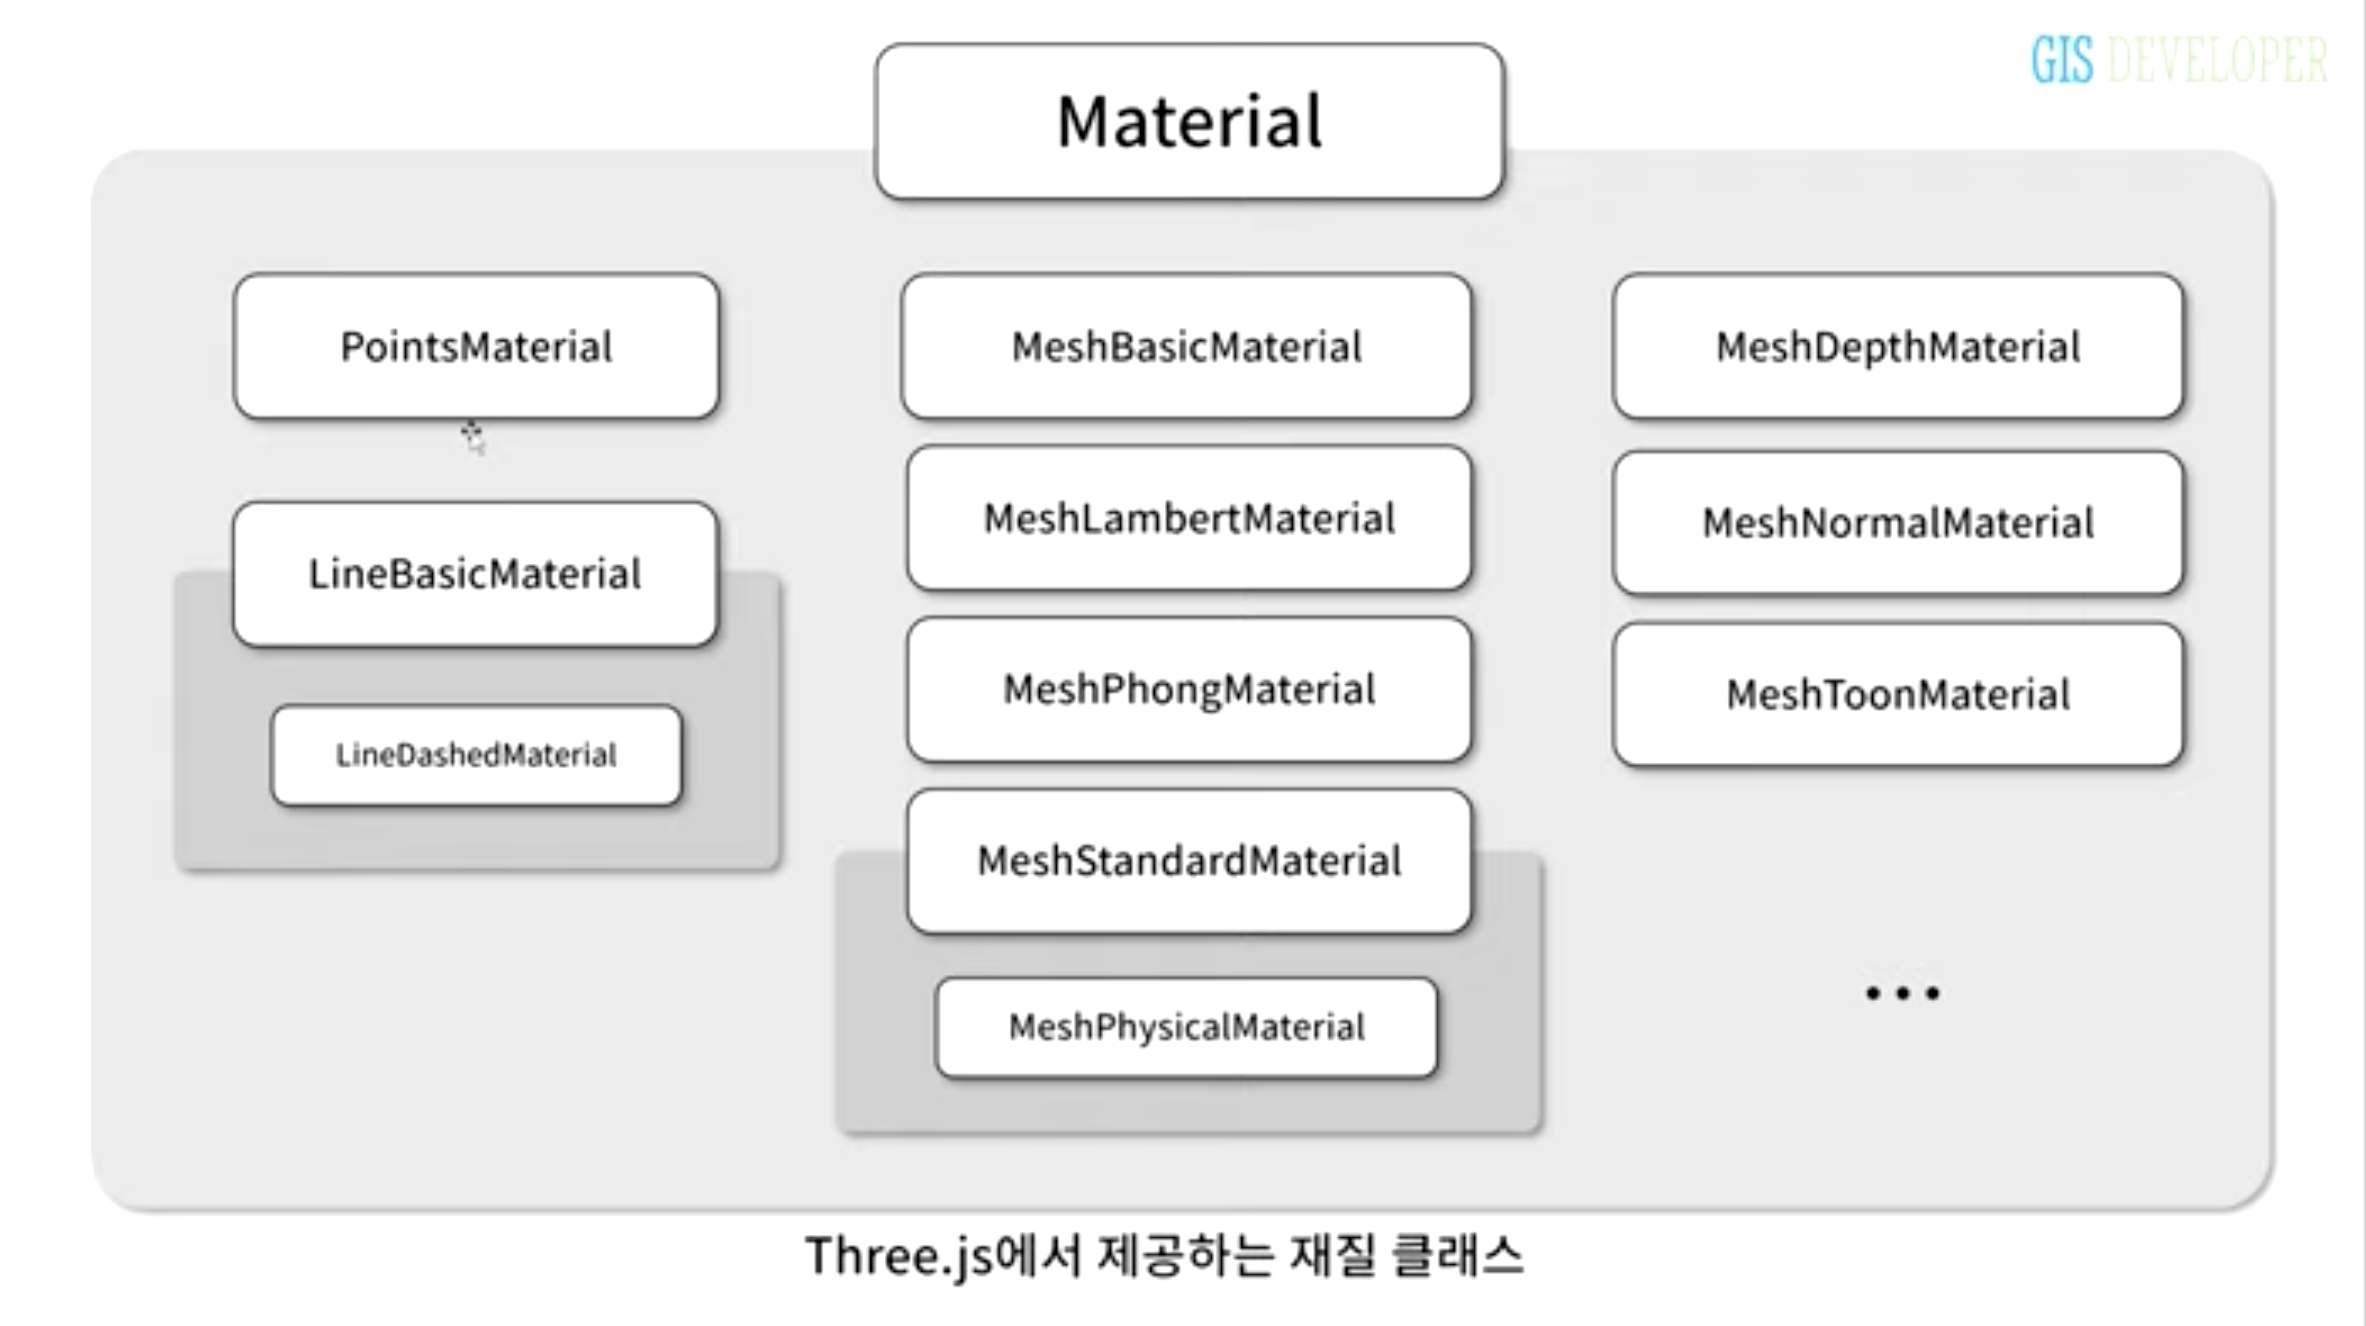 GIS DEVELOPER
Material
PointsMaterial
LineBasicMaterial
LineDashedMaterial
MeshBasicMaterial
MeshLambertMaterial
MeshPhongMaterial
MeshStandardMaterial
MeshPhysicalMaterial
MeshDepthMaterial
MeshNormalMaterial
MeshToonMaterial
...
Three.js에서 제공하는 재질 클래스